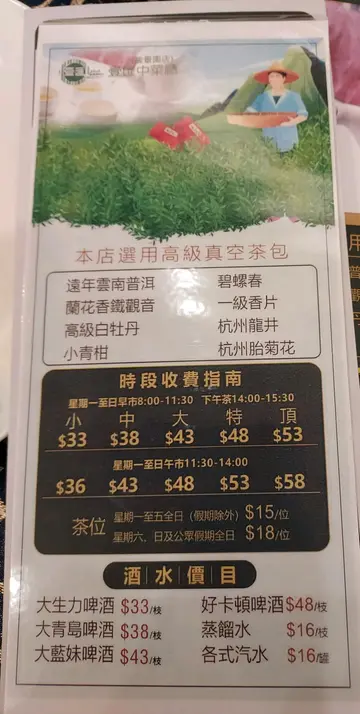 中菜廳
本店選用高級真空茶包
遠年雲南普洱
蘭花香鐵觀音
高級白牡丹
小青柑
碧螺春
一級香片
杭州龍井
杭州胎菊花
時段收費指南
星期一至日早市8:00-11:30 下午茶14:00-15:30
小 中 大 特 頂
$33 $38 $43 $48 $53
星期一至日午市11:30-14:00
$36 $43 $48 $53 $58
茶位
星期一至五全日（假期除外）$15/位
星期六、日及公眾假期全日 $18/位
酒水價目
大生力啤酒 $33/枝
大青島啤酒 $38/枝
大藍妹啤酒 $43/枝
好卡頓啤酒 $48/枝
蒸餾水 $16/枝
各式汽水 $16/罐